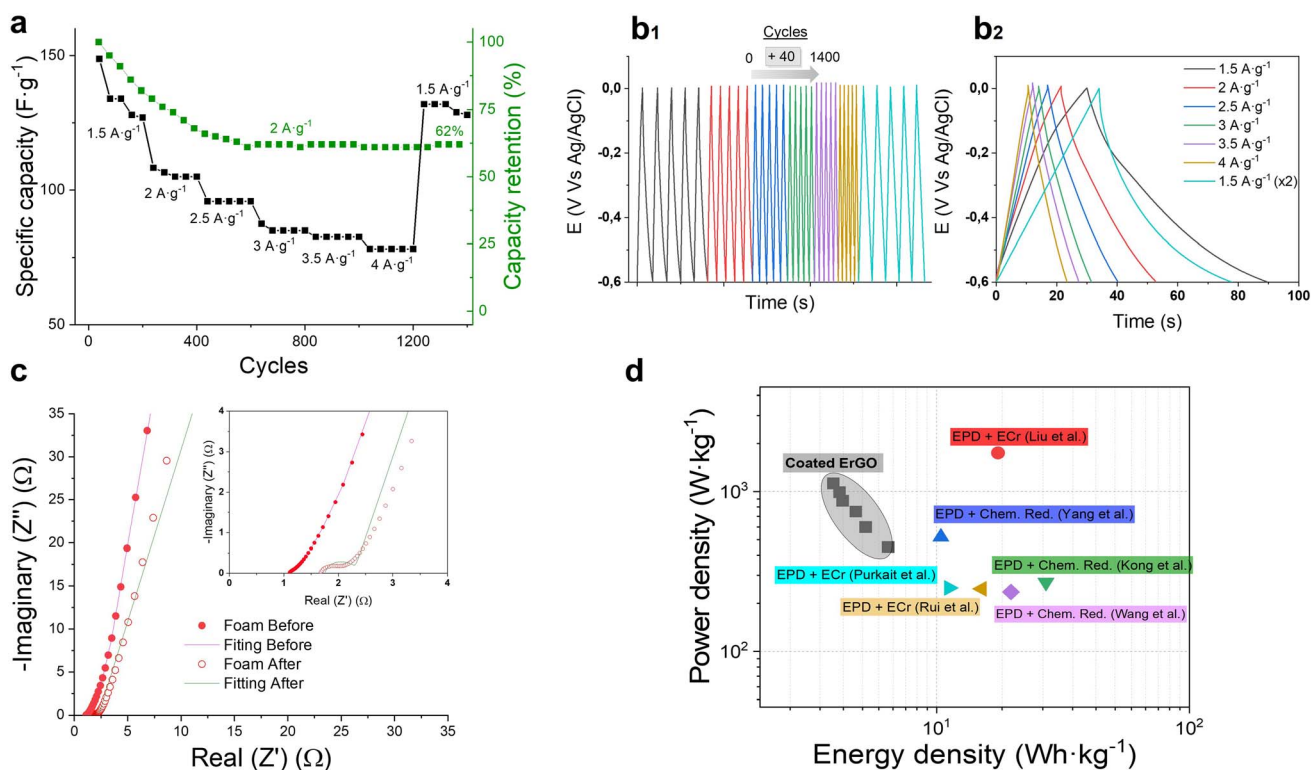 a
Specific capacity (F·g-1)
150
100
50
1.5 A·g-1
2 A·g-1
2.5 A·g-1
3 A·g-1
3.5 A·g-1
4 A·g-1
1.5 A·g-1
2 A·g-1
62%
0
400
800
1200
Cycles
100
75
50
25
0
Capacity retention (%)
b1
Cycles
0
+ 40
1400
E (V Vs Ag/AgCl)
0,0
-0,2
-0,4
-0,6
Time (s)
b2
E (V Vs Ag/AgCl)
0,0
-0,2
-0,4
-0,6
1.5 A·g-1
2 A·g-1
2.5 A·g-1
3 A·g-1
3.5 A·g-1
4 A·g-1
1.5 A·g-1 (x2)
0
20
40
60
80
100
Time (s)
c
-Imaginary (Z'') (Ω)
35
30
25
20
15
10
5
0
0
5
10
15
20
25
30
35
Real (Z') (Ω)
-Imaginary (Z'') (Ω)
4
3
2
1
0
0
1
2
3
4
Real (Z') (Ω)
Foam Before
Fiting Before
Foam After
Fitting After
d
Power density (W·kg-1)
103
102
EPD + ECr (Liu et al.)
Coated ErGO
EPD + Chem. Red. (Yang et al.)
EPD + Chem. Red. (Kong et al.)
EPD + ECr (Purkait et al.)
EPD + ECr (Rui et al.)
EPD + Chem. Red. (Wang et al.)
101
102
Energy density (Wh·kg-1)